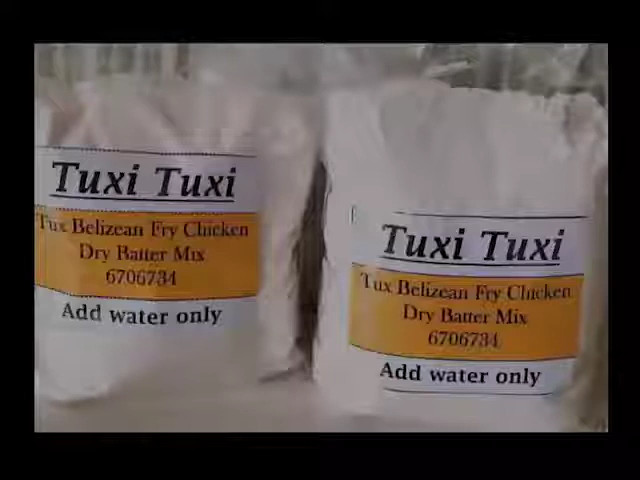 Tuxi Tuxi
Tux Belizean Fry Chicken
Dry Batter Mix
6706734
Add water only
Tuxi Tuxi
Tux Belizean Fry Chicken
Dry Batter Mix
6706734
Add water only